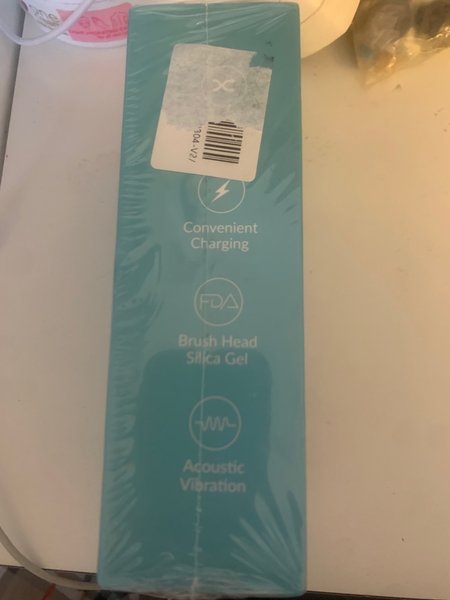 Convenient
Charging
FDA
Brush Head
Silica Gel
Acoustic
Vibration